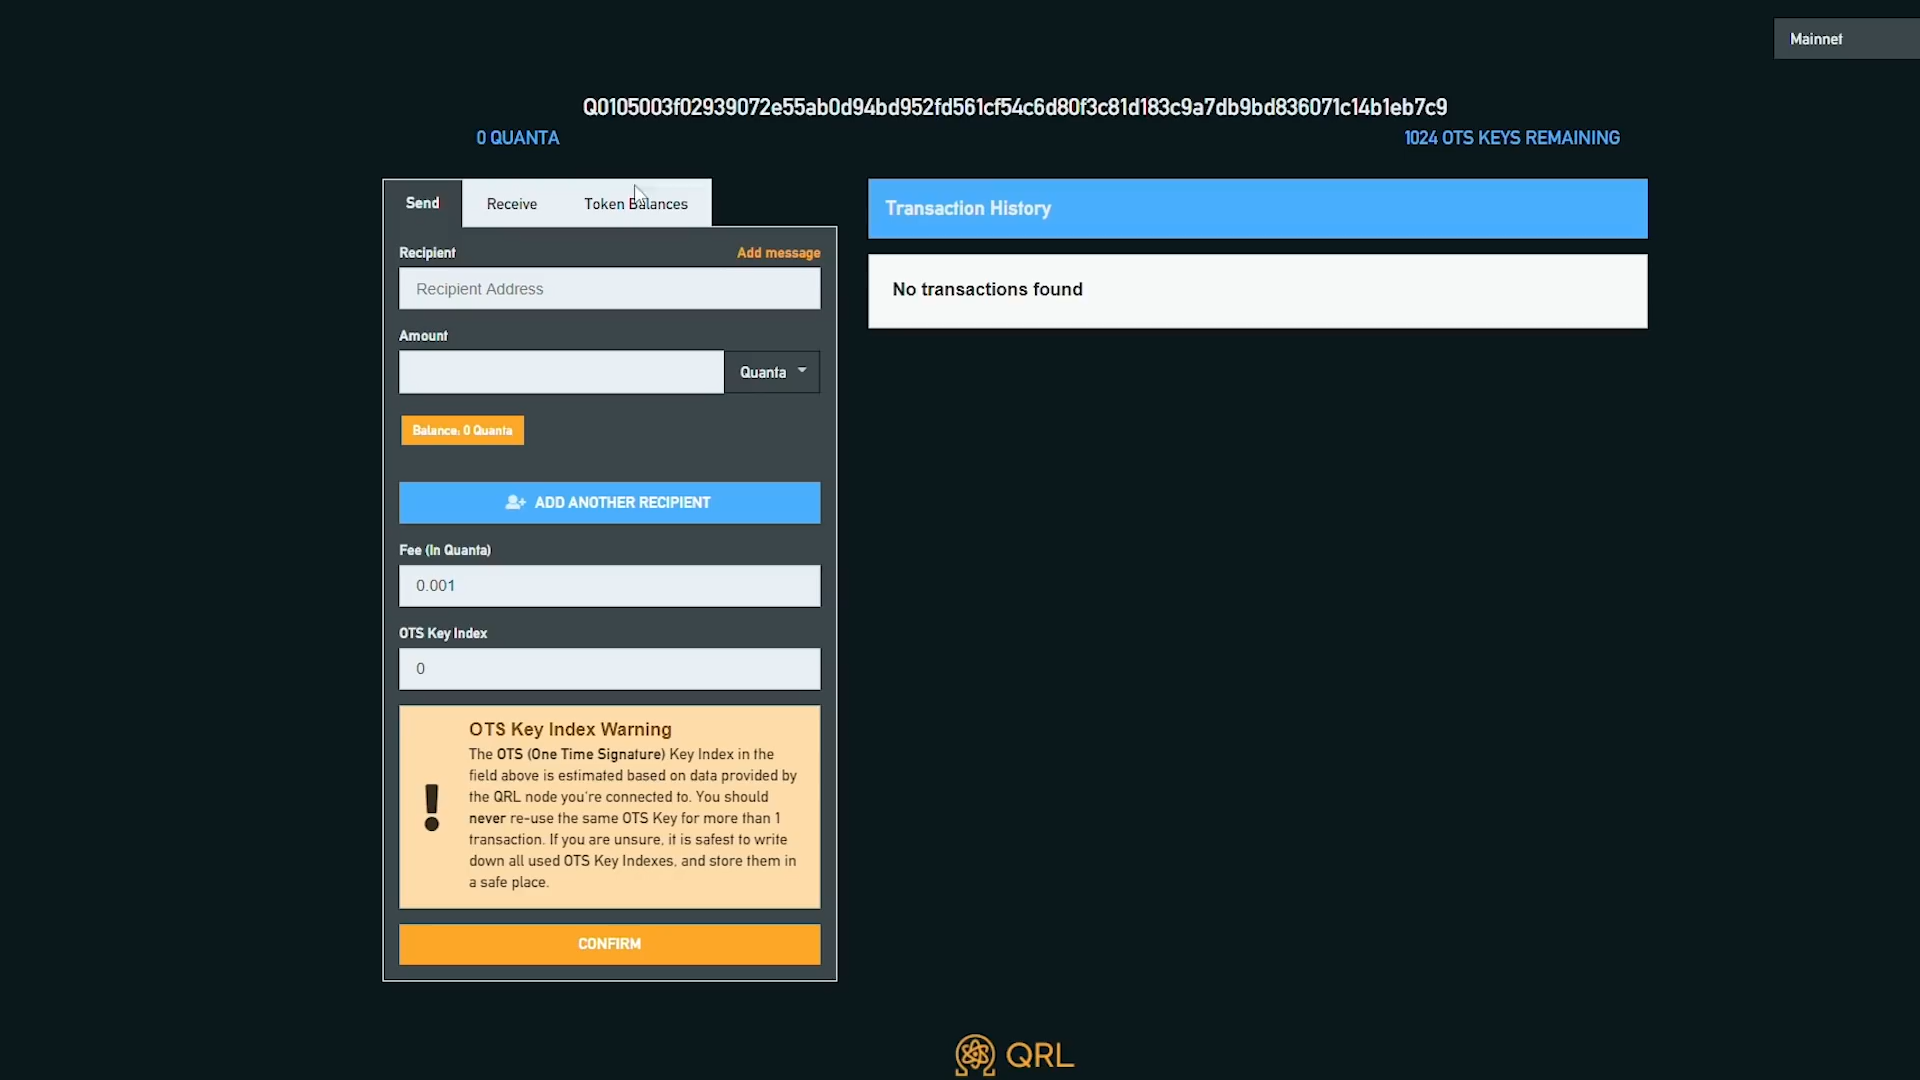 Mainnet
Q0105003f02939072e55ab0d94bd952fd561cf54c6d80f3c81d183c9a7db9bd836071c14b1eb7c9
0 QUANTA
1024 OTS KEYS REMAINING
Send
Receive
Token Balances
Transaction History
Recipient
Add message
Recipient Address
No transactions found
Amount
Quanta
Balance: 0 Quanta
ADD ANOTHER RECIPIENT
Fee (In Quanta)
0.001
OTS Key Index
0
OTS Key Index Warning
The OTS (One Time Signature) Key Index in the
field above is estimated based on data provided by
the QRL node you're connected to. You should
never re-use the same OTS Key for more than 1
transaction. If you are unsure, it is safest to write
down all used OTS Key Indexes, and store them in
a safe place.
CONFIRM
QRL